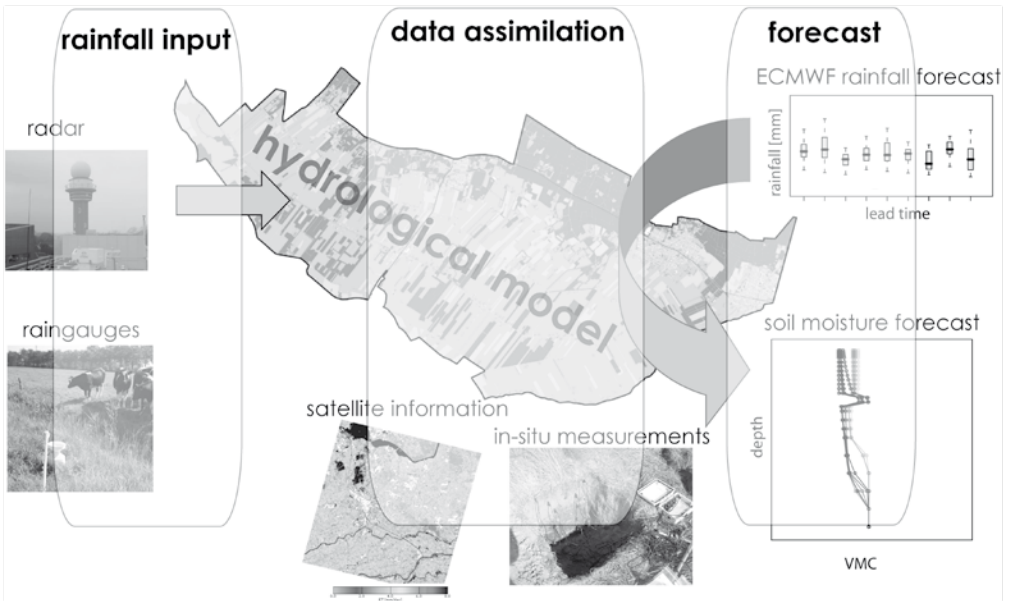 rainfall input
data assimilation
forecast
radar
raingauges
hydrological model
satellite information
in-situ measurements
ECMWF rainfall forecast
rainfall [mm]
lead time
soil moisture forecast
depth
VMC